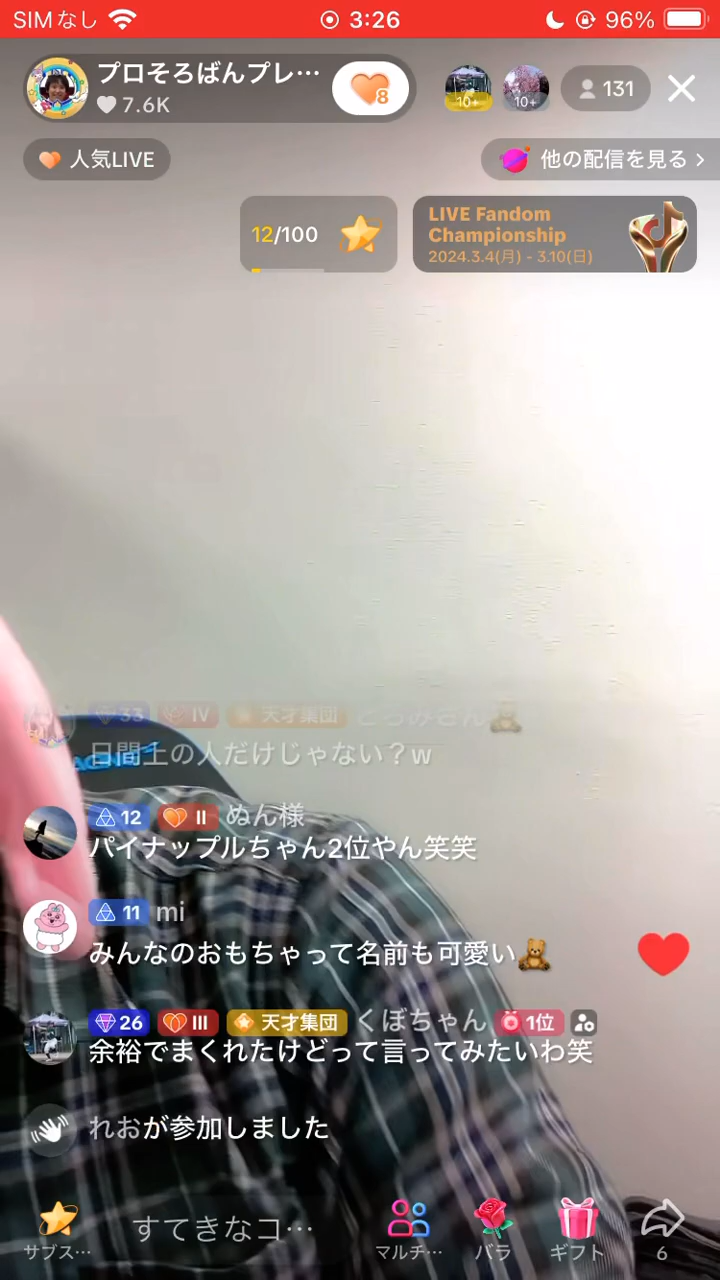 SIMなし 3:26 96%
プロそろばんプレ… 8
7.6K
10+ 10+ 131
人気LIVE
他の配信を見る
12/100
LIVE Fandom
Championship
2024.3.4(月) - 3.10(日)
33 IV 天才集団
日間土の人だけじゃない？w
12 II ぬん様
パイナップルちゃん2位やん笑笑
11 mi
みんなのおもちゃって名前も可愛い
26 III 天才集団 くぼちゃん 1位
余裕でまくれたけどって言ってみたいわ笑
れおが参加しました
サブス… すてきなコ… マルチ… バラ ギフト 6